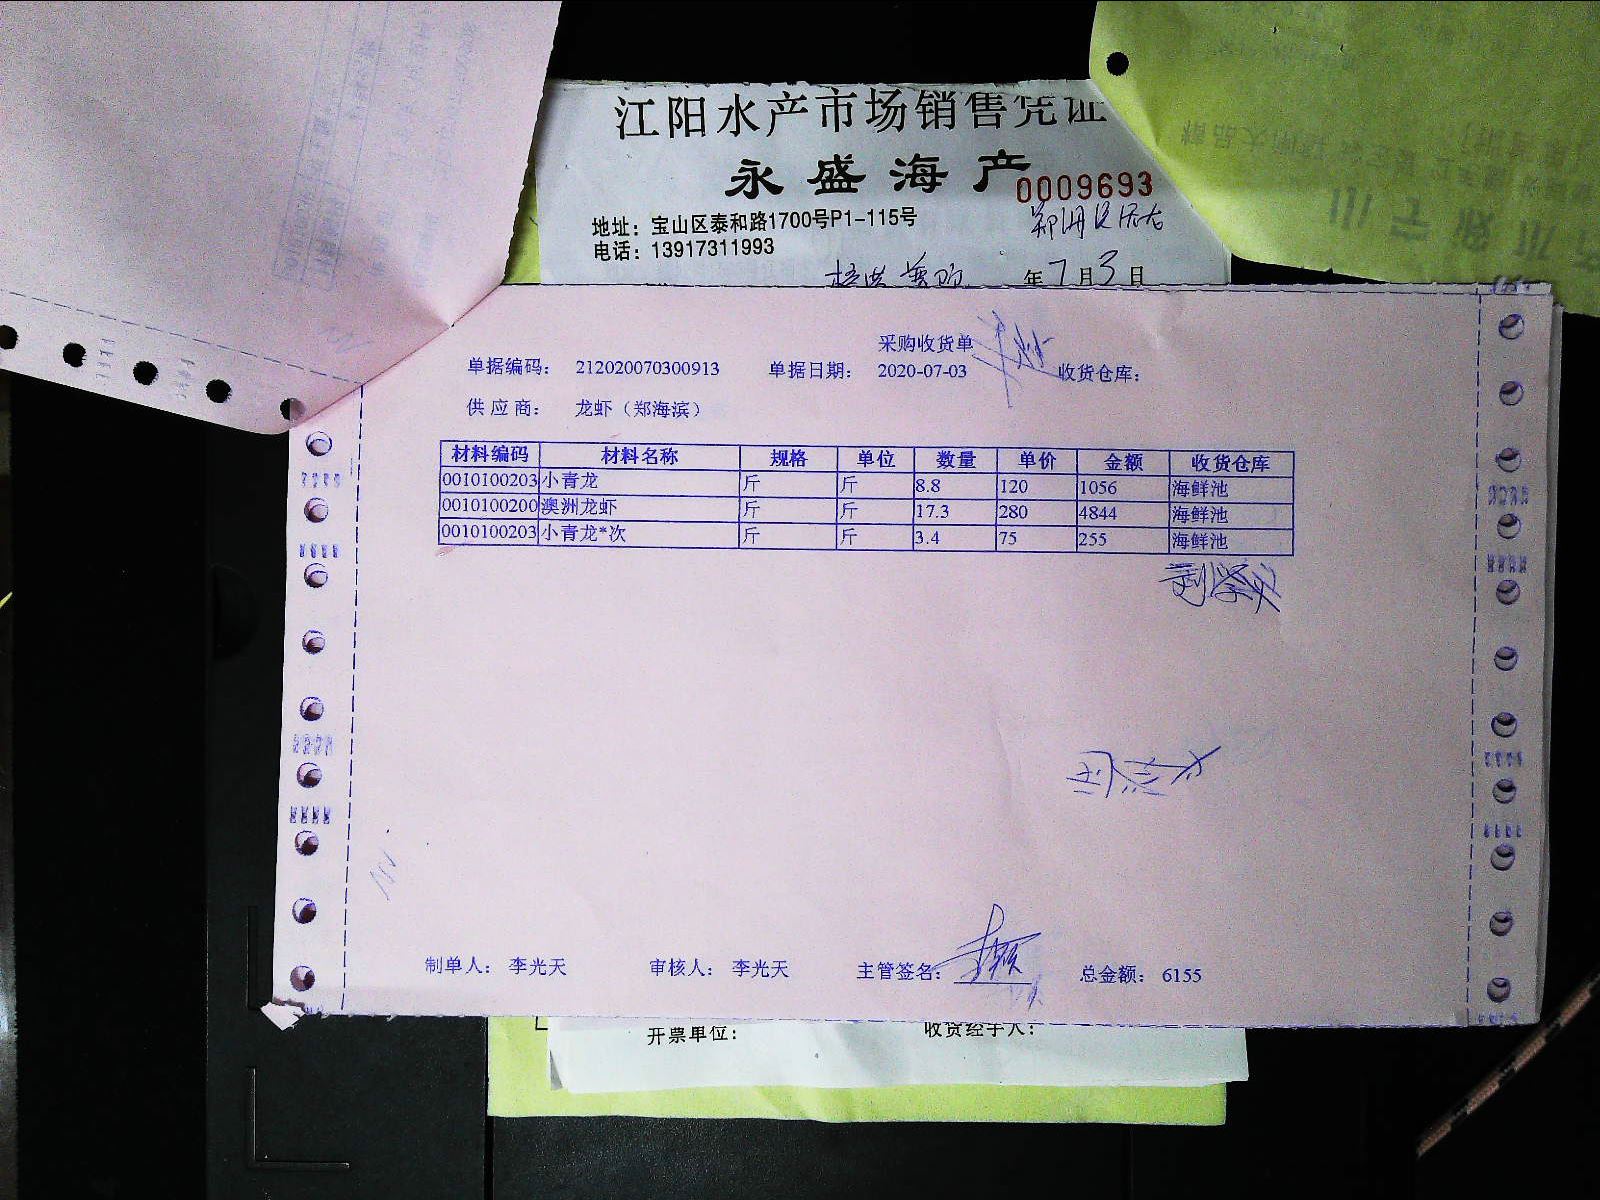 江阳水产市场销售凭证
永盛海产
0009693
地址：宝山区泰和路1700号P1-115号
电话：13917311993
年7月3日
采购收货单
单据编码： 212020070300913 单据日期： 2020-07-03 收货仓库：
供应商： 龙虾（郑海滨）
材料编码 材料名称 规格 单位 数量 单价 金额 收货仓库
0010100203 小青龙 斤 斤 8.8 120 1056 海鲜池
0010100200 澳洲龙虾 斤 斤 17.3 280 4844 海鲜池
0010100203 小青龙*次 斤 斤 3.4 75 255 海鲜池
制单人： 李光天 审核人： 李光天 主管签名： 总金额： 6155
开票单位： 收货经手人：